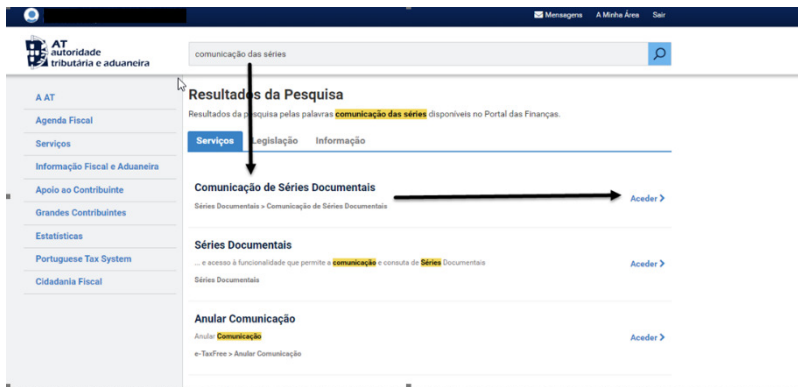 Mensagens A Minha Área Sair
AT
autoridade
tributária e aduaneira
comunicação das séries
A AT
Agenda Fiscal
Serviços
Informação Fiscal e Aduaneira
Apoio ao Contribuinte
Grandes Contribuintes
Estatísticas
Portuguese Tax System
Cidadania Fiscal
Resultados da Pesquisa
Resultados da pesquisa pelas palavras comunicação das séries disponíveis no Portal das Finanças.
Serviços Legislação Informação
Comunicação de Séries Documentais
Séries Documentais > Comunicação de Séries Documentais
Aceder >
Séries Documentais
... e acesso à funcionalidade que permite a comunicação e consuta de Séries Documentais
Séries Documentais
Aceder >
Anular Comunicação
Anular Comunicação
e-TaxFree > Anular Comunicação
Aceder >